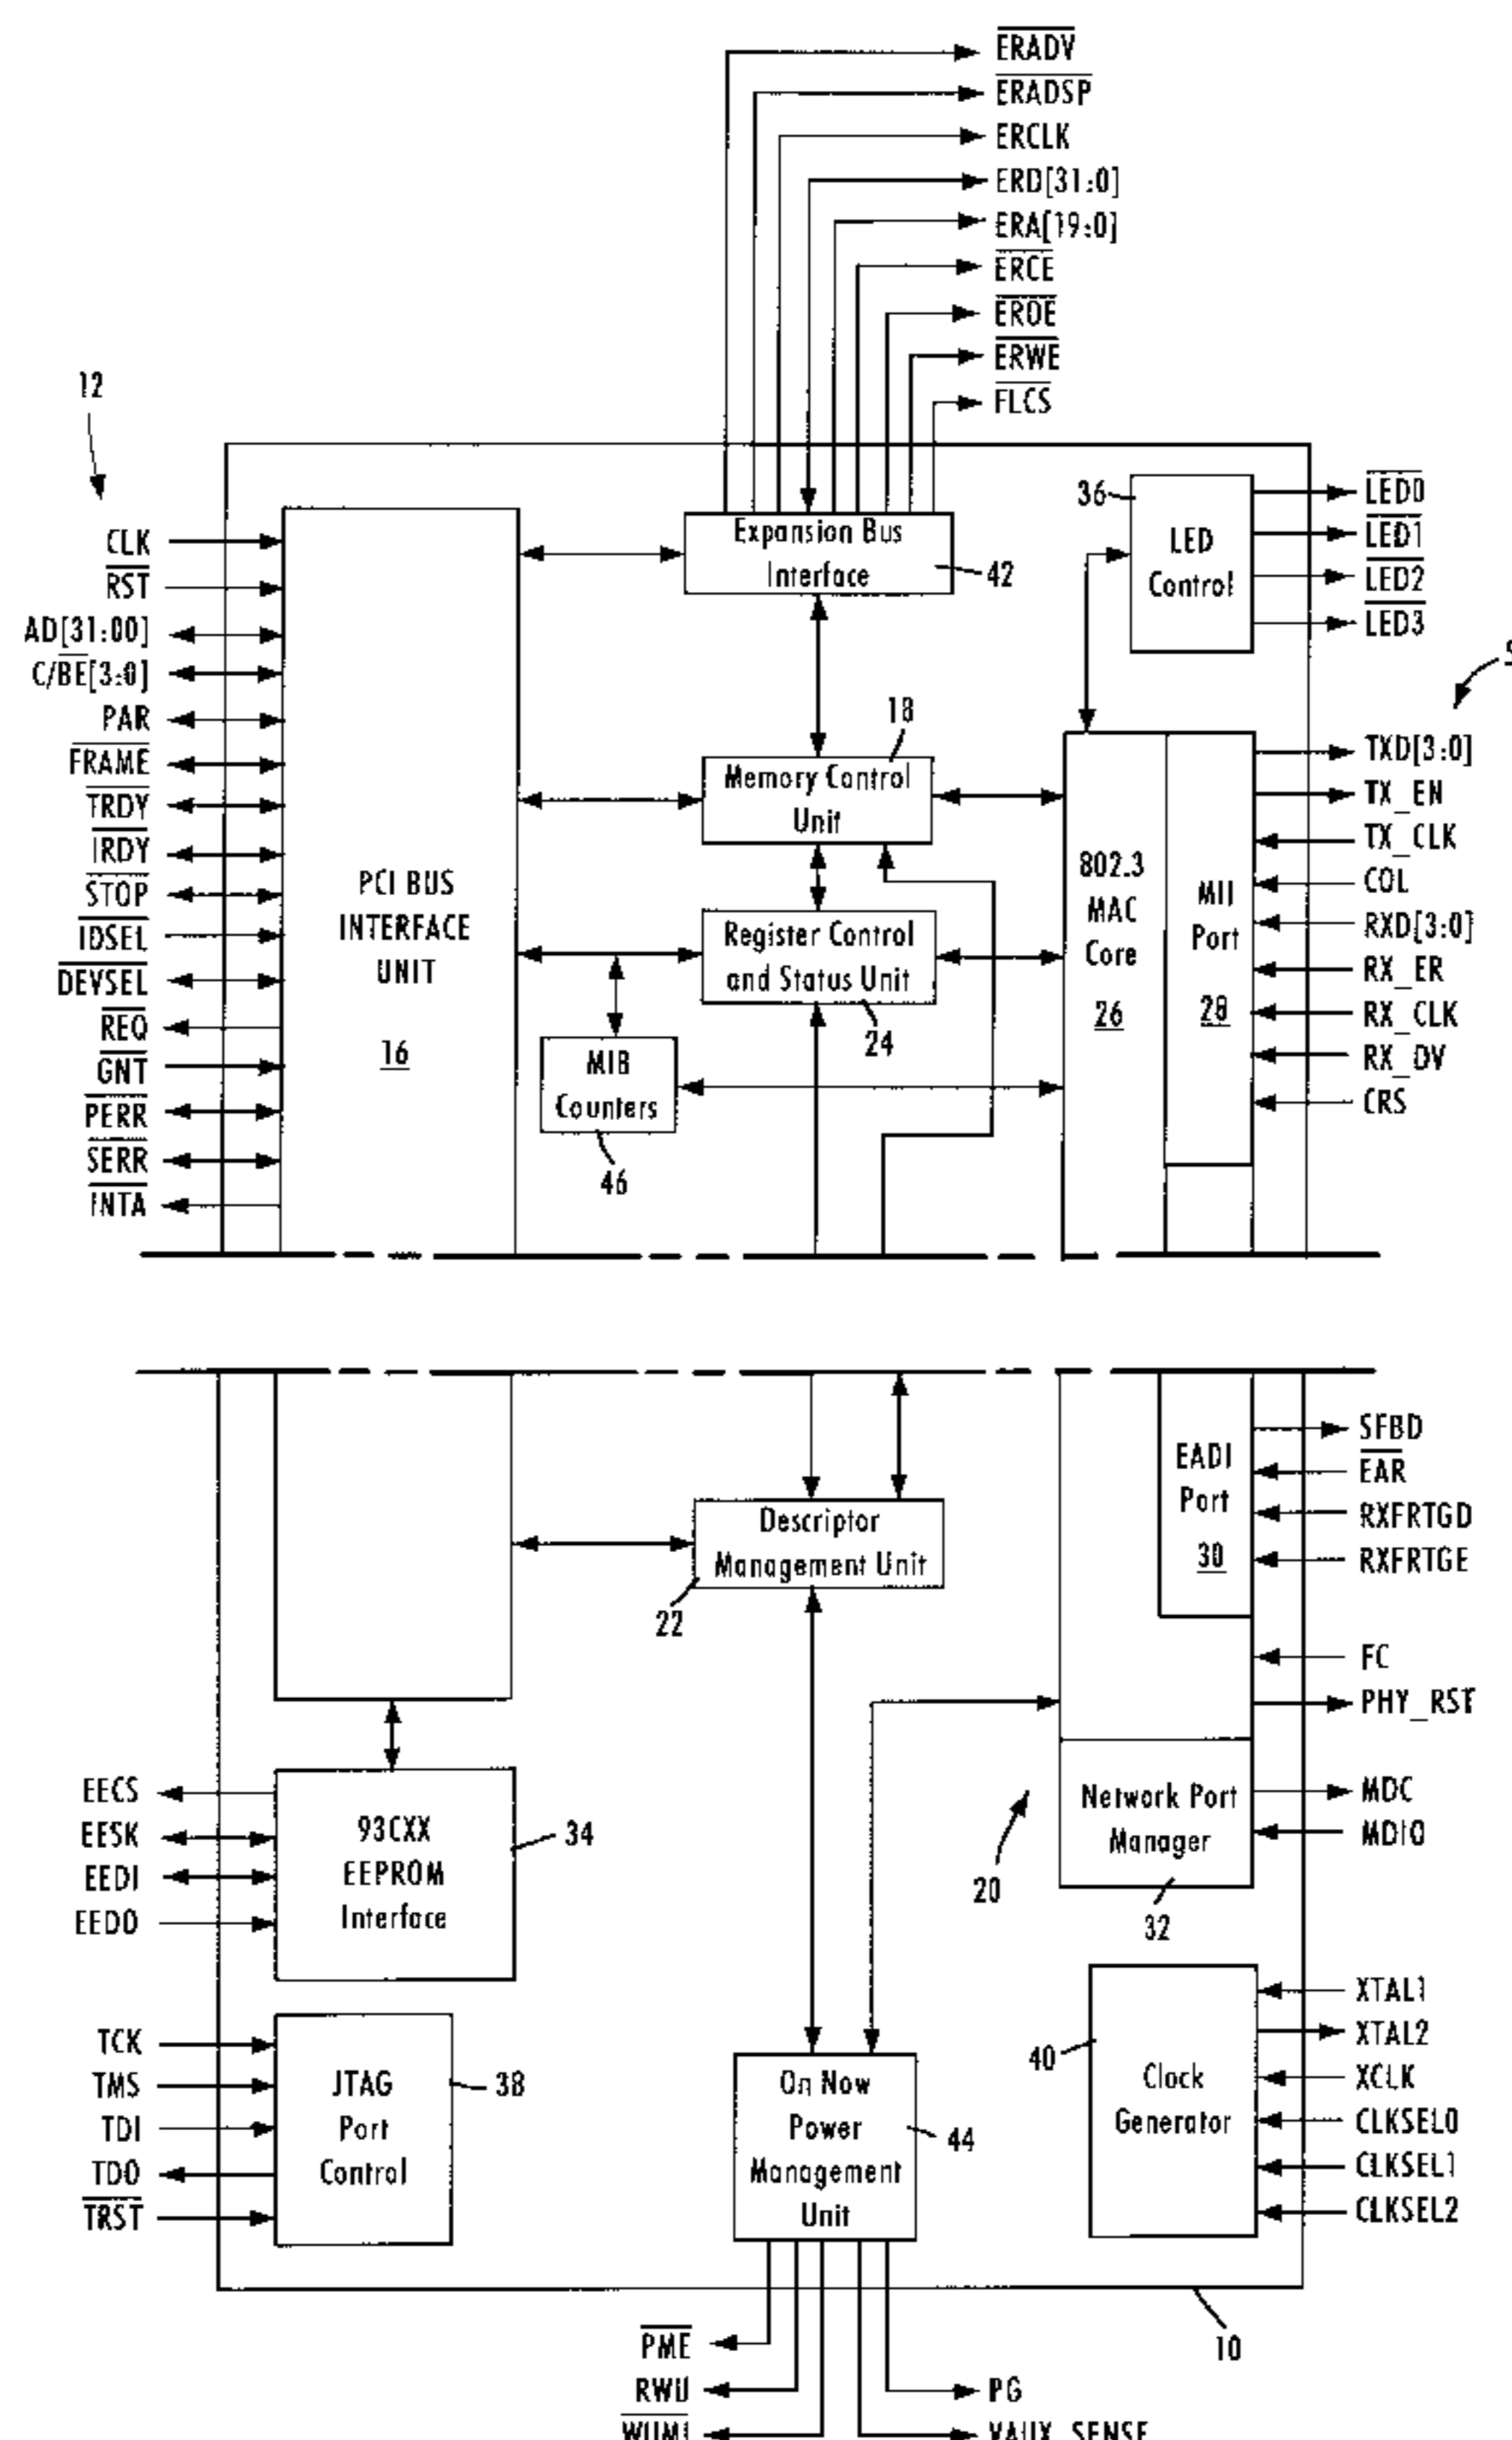 ERADV
ERADSP
ERCLK
ERD[31:0]
ERA[19:0]
ERCE
EROE
ERWE
FLCS
12
CLK
RST
AD[31:00]
C/BE[3:0]
PAR
FRAME
TRDY
IRDY
STOP
IDSEL
DEVSEL
REQ
GNT
PERR
SERR
INTA
PCI BUS
INTERFACE
UNIT
16
Expansion Bus
Interface
42
18
Memory Control
Unit
Register Control
and Status Unit
24
MIB
Counters
46
36
LED
Control
LED0
LED1
LED2
LED3
802.3
MAC
Core
26
MII
Port
28
TXD[3:0]
TX_EN
TX_CLK
COL
RXD[3:0]
RX_ER
RX_CLK
RX_DV
CRS
Descriptor
Management Unit
22
EADI
Port
30
SFBD
EAR
RXFRTGD
RXFRTGE
FC
PHY_RST
MDC
MDIO
Network Port
Manager
32
20
EECS
EESK
EEDI
EEDO
93CXX
EEPROM
Interface
34
TCK
TMS
TDI
TDO
TRST
JTAG
Port
Control
38
On Now
Power
Management
Unit
44
40
Clock
Generator
XTAL1
XTAL2
XCLK
CLKSEL0
CLKSEL1
CLKSEL2
10
PME
RWU
WUMI
PG
VAUX_SENSE